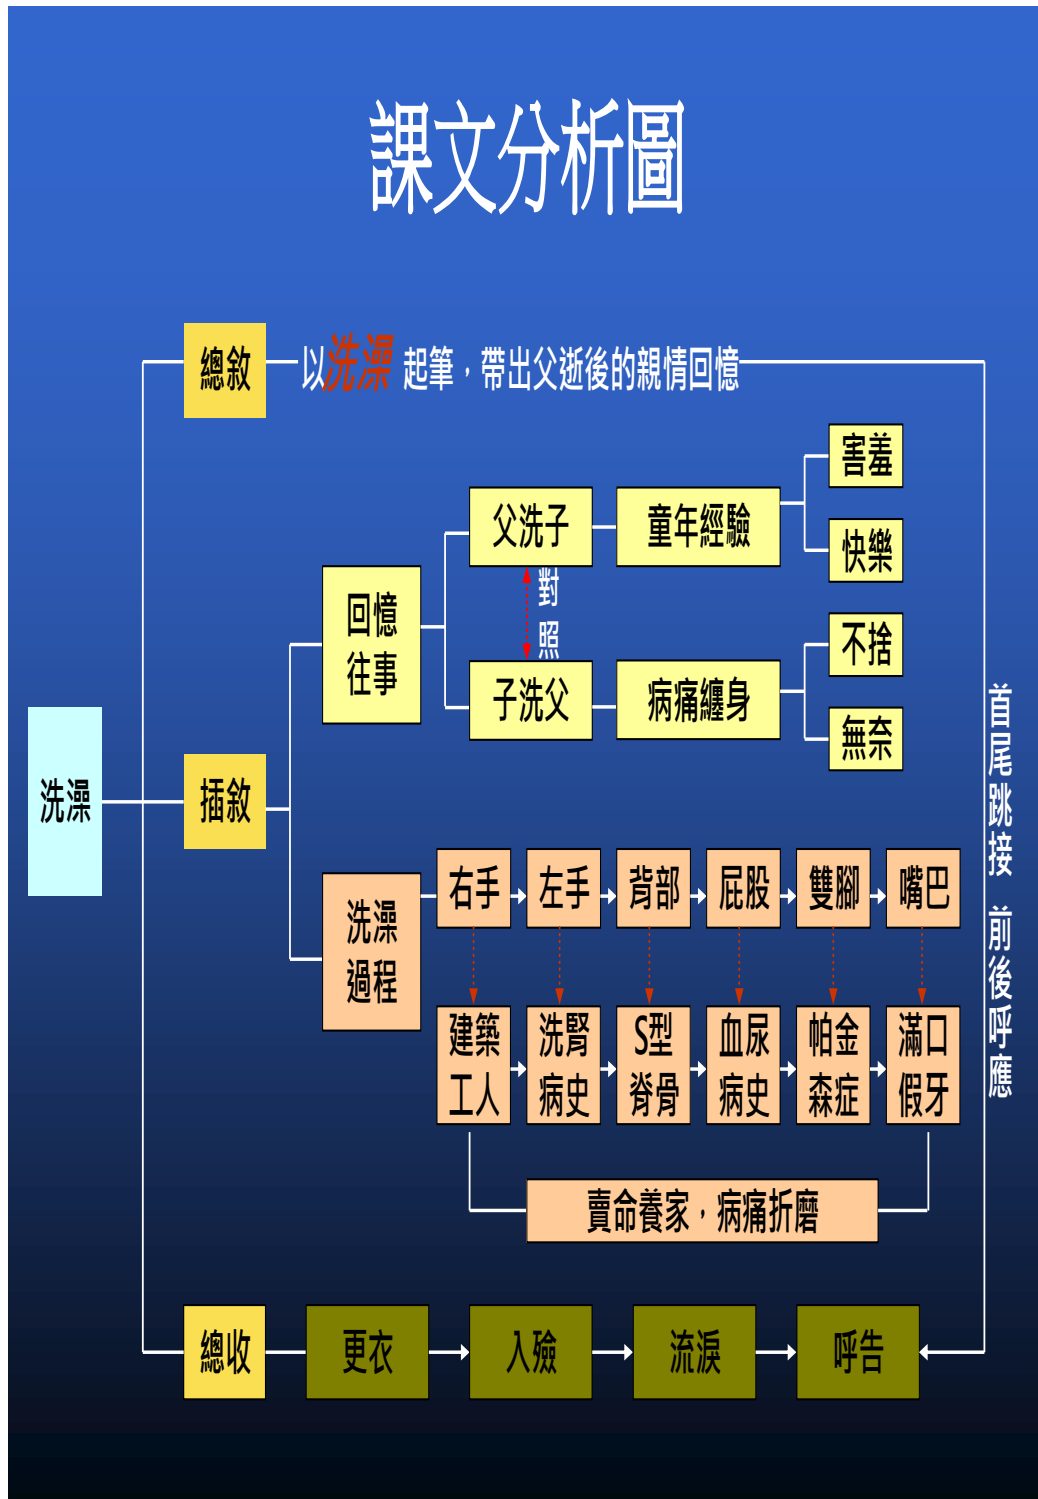 課文分析圖
總敘
以洗澡 起筆，帶出父逝後的親情回憶
害羞
父洗子
童年經驗
快樂
回憶
往事
對
照
不捨
子洗父
病痛纏身
無奈
首尾跳接 前後呼應
洗澡
插敘
洗澡
過程
右手
左手
背部
屁股
雙腳
嘴巴
建築
工人
洗腎
病史
S型
脊骨
血尿
病史
帕金
森症
滿口
假牙
賣命養家，病痛折磨
總收
更衣
入殮
流淚
呼告